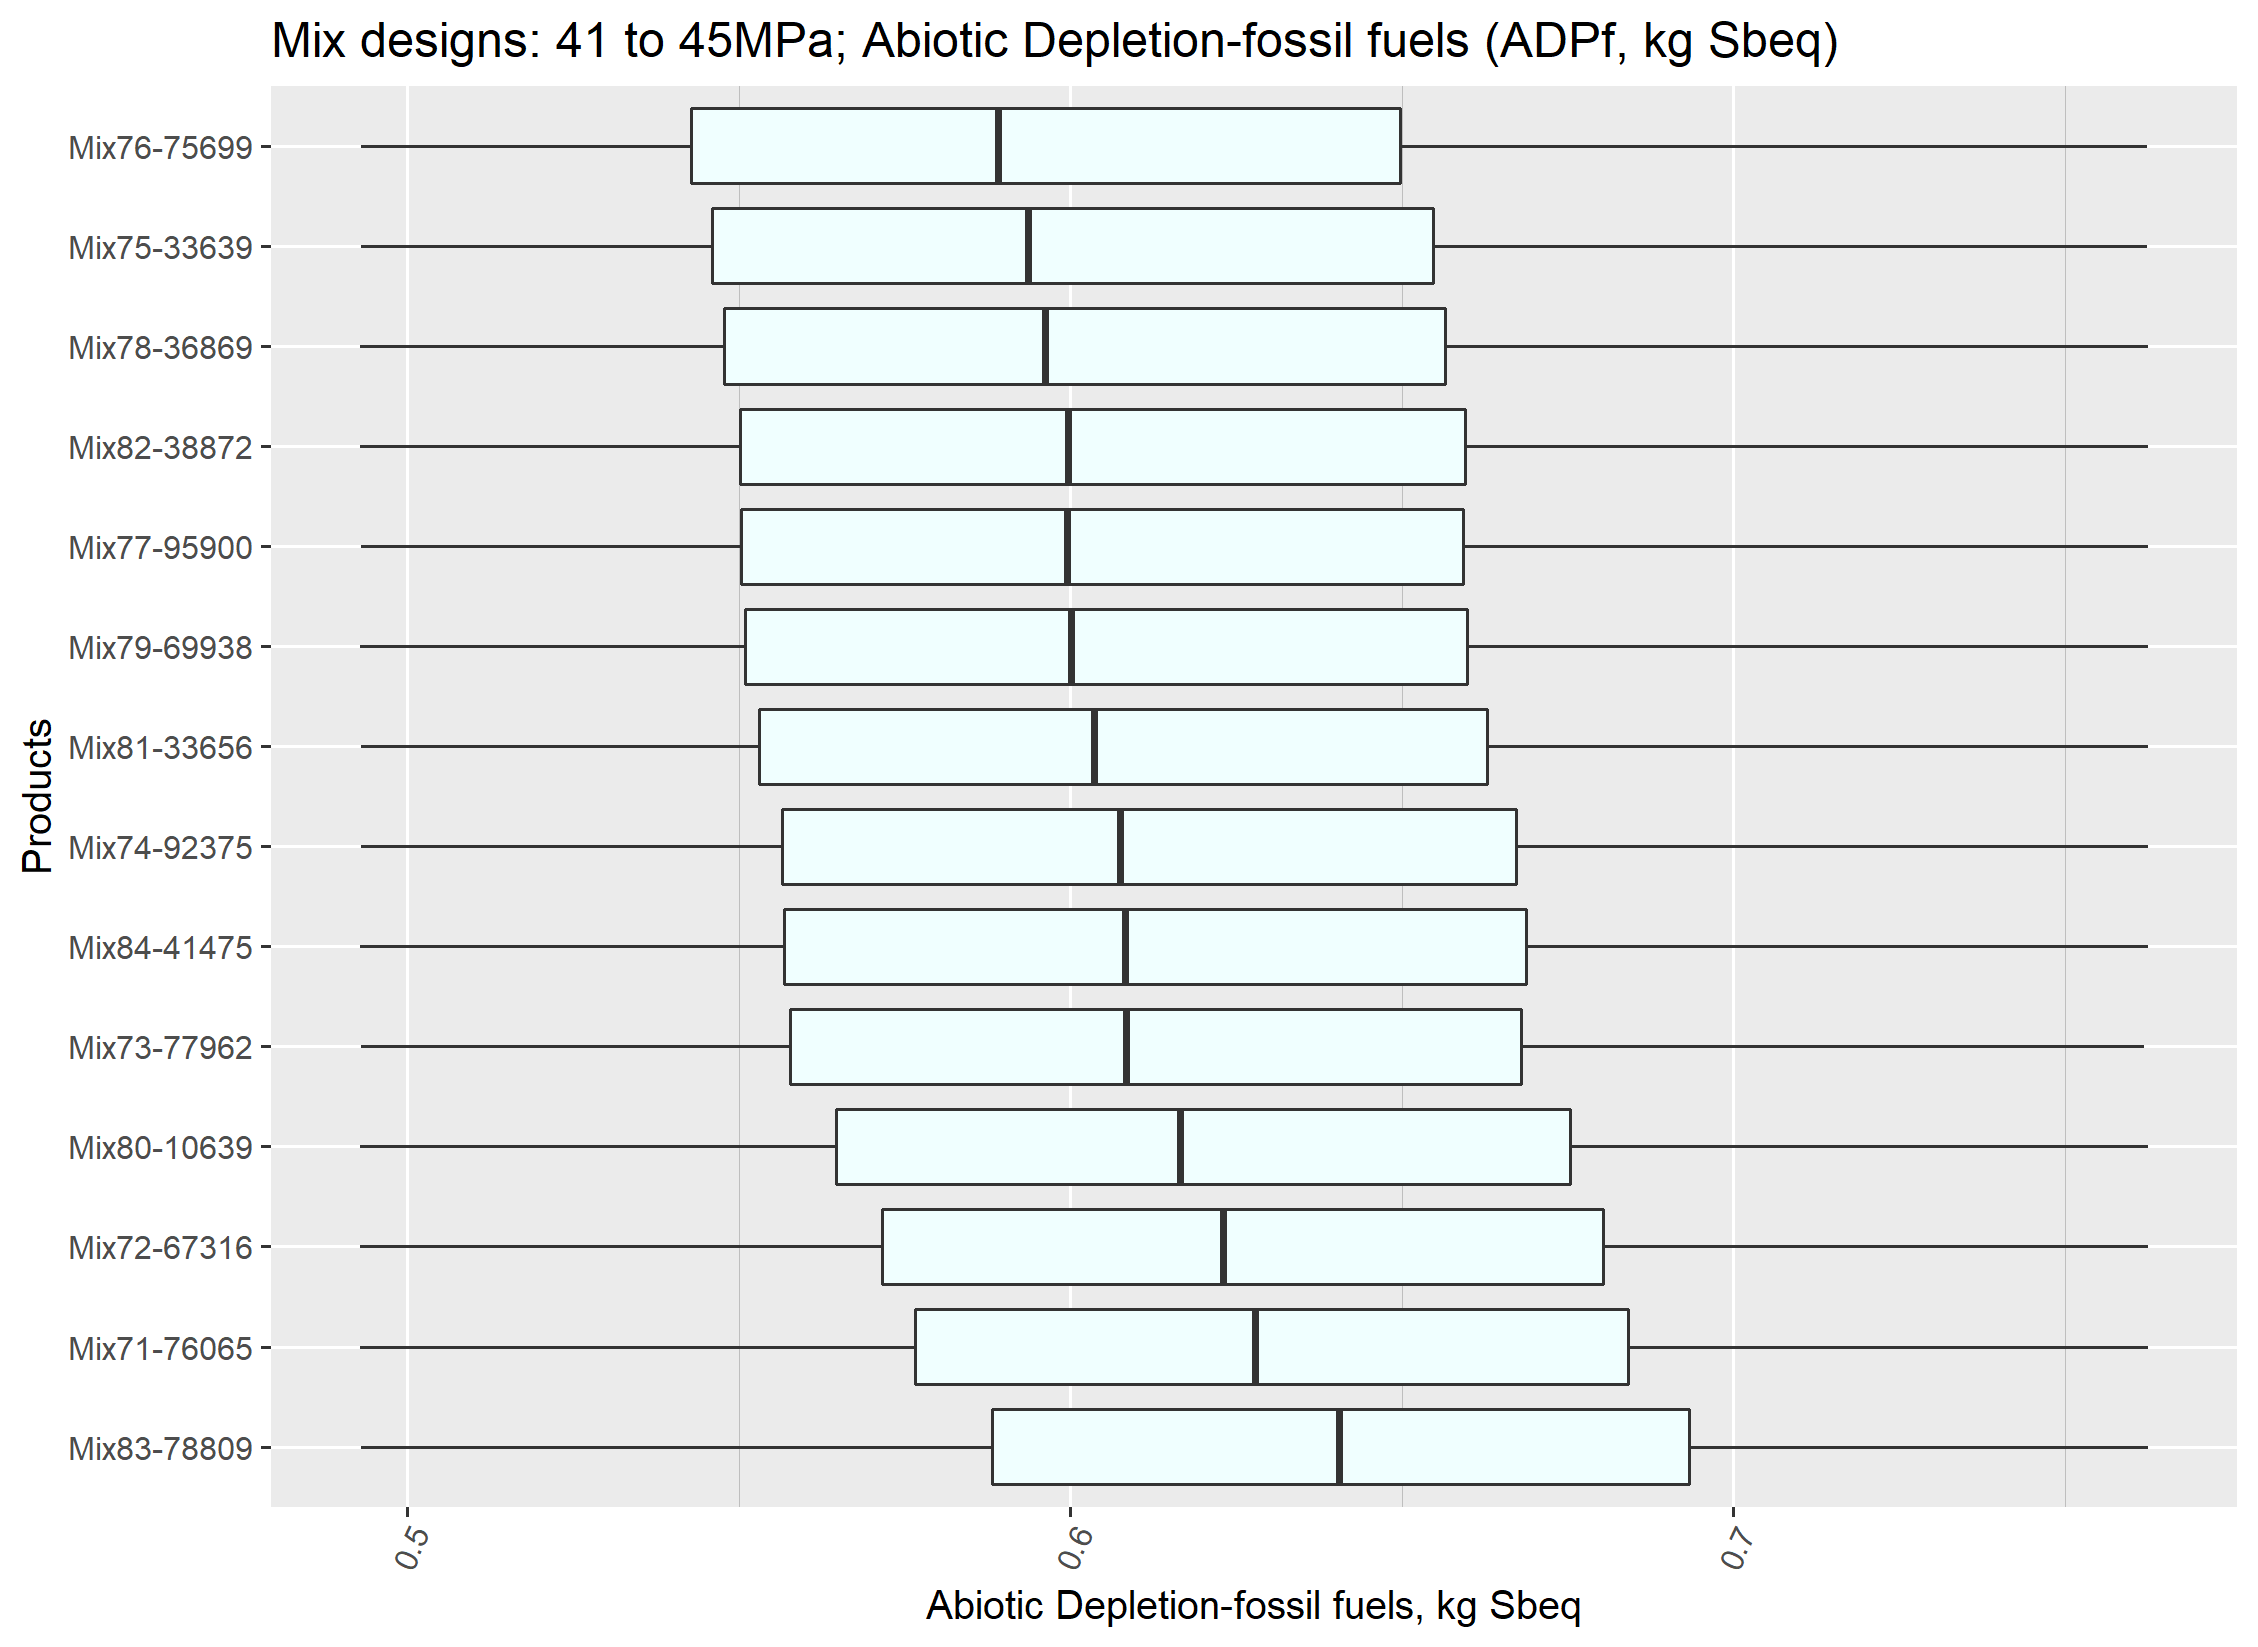 Mix designs: 41 to 45MPa; Abiotic Depletion-fossil fuels (ADPf, kg Sbeq)
Products
Mix76-75699
Mix75-33639
Mix78-36869
Mix82-38872
Mix77-95900
Mix79-69938
Mix81-33656
Mix74-92375
Mix84-41475
Mix73-77962
Mix80-10639
Mix72-67316
Mix71-76065
Mix83-78809
0.5 0.6 0.7
Abiotic Depletion-fossil fuels, kg Sbeq